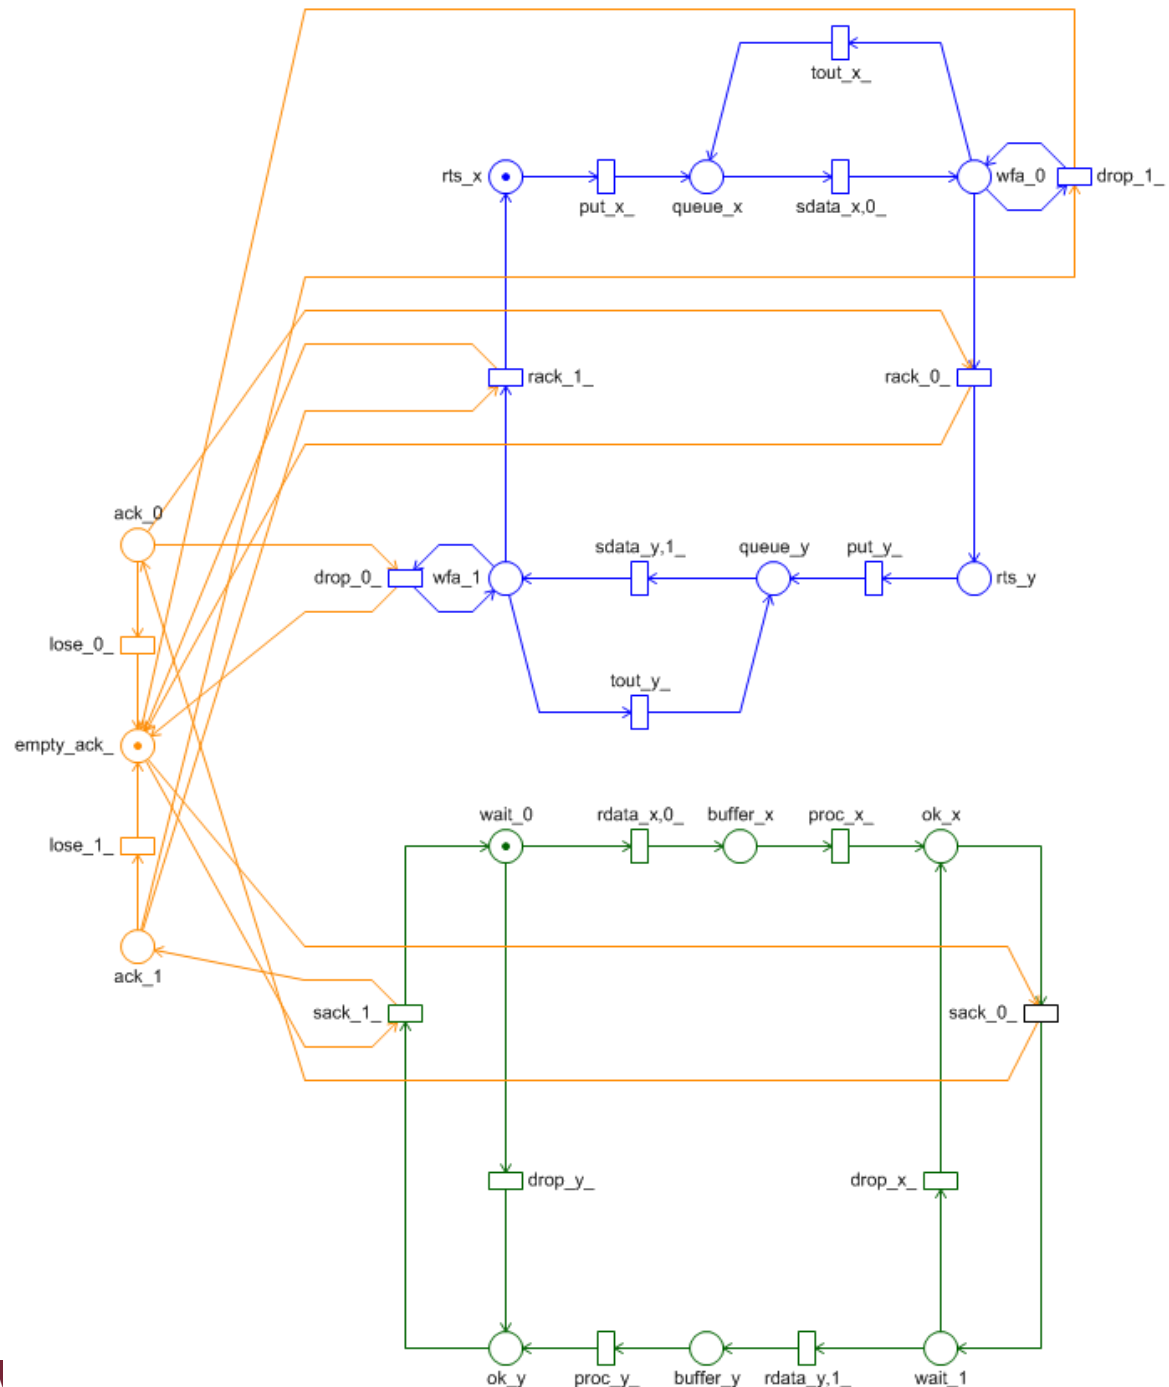 tout_x_
rts_x
wfa_0
drop_1_
put_x_
queue_x
sdata_x,0_
rack_1_
rack_0_
ack_0
sdata_y,1_
queue_y
put_y_
drop_0_
wfa_1
rts_y
lose_0_
tout_y_
empty_ack_
wait_0
rdata_x,0_
buffer_x
proc_x_
ok_x
lose_1_
ack_1
sack_1_
sack_0_
drop_y_
drop_x_
ok_y
proc_y_
buffer_y
rdata_y,1_
wait_1